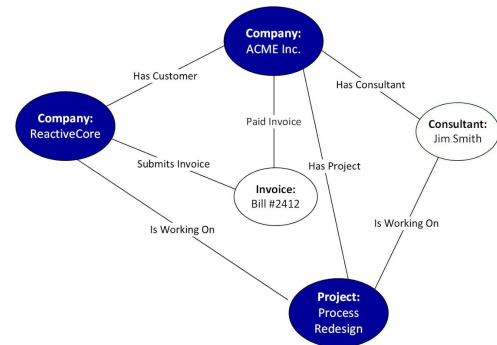 Company:
ACME Inc.
Has Customer
Has Consultant
Company:
ReactiveCore
Paid Invoice
Consultant:
Jim Smith
Submits Invoice
Has Project
Invoice:
Bill #2412
Is Working On
Is Working On
Project:
Process
Redesign